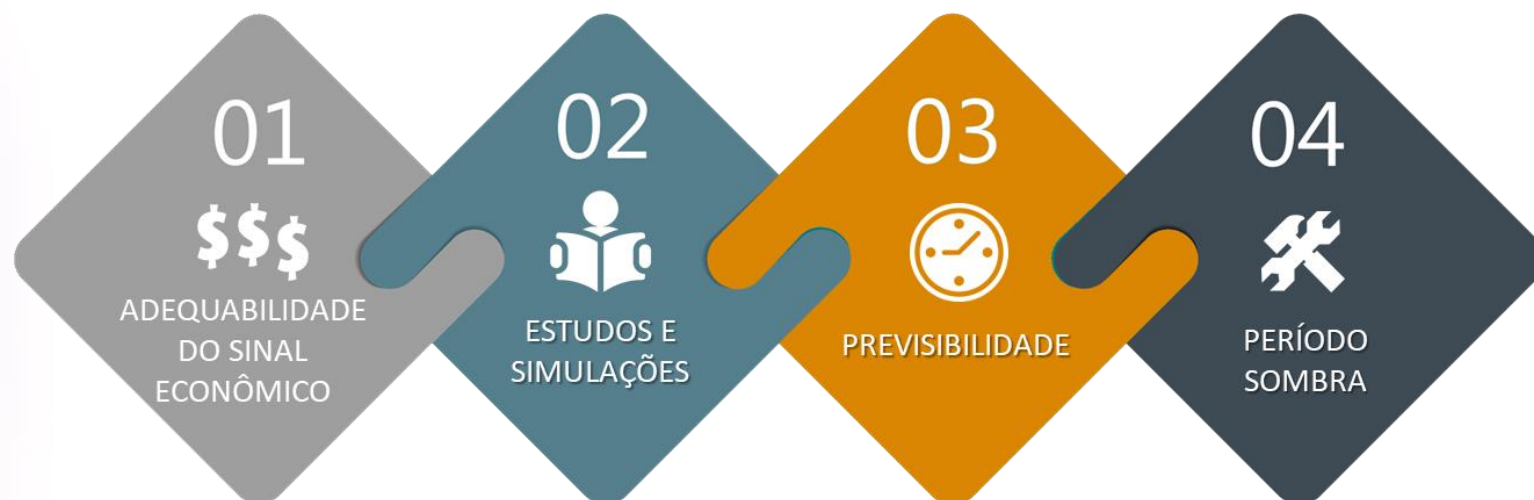 01
$$$
ADEQUABILIDADE
DO SINAL
ECONÔMICO
02
ESTUDOS E
SIMULAÇÕES
03
PREVISIBILIDADE
04
PERÍODO
SOMBRA